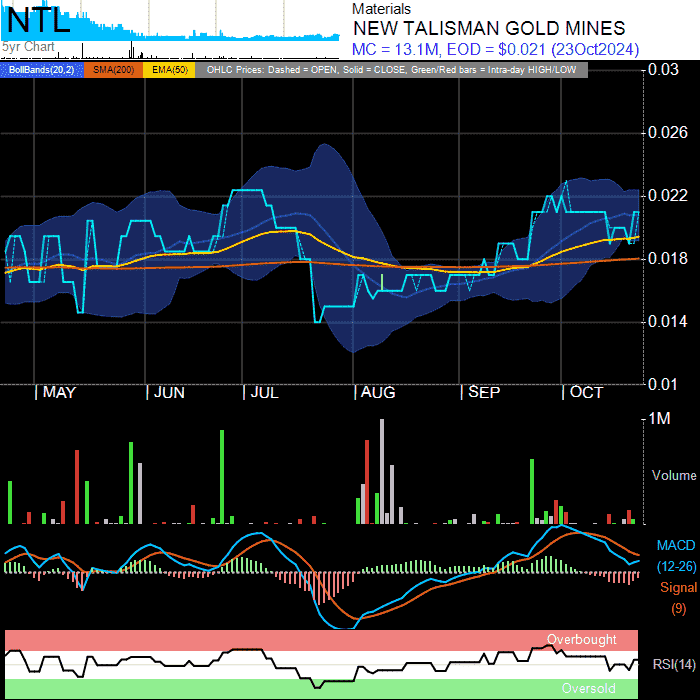 NTL
5yr Chart
Materials
NEW TALISMAN GOLD MINES
MC = 13.1M, EOD = $0.021 (23Oct2024)
BollBands(20,2) SMA(200) EMA(50) OHLC Prices: Dashed = OPEN, Solid = CLOSE, Green/Red bars = Intra-day HIGH/LOW
0.03
0.026
0.022
0.018
0.014
0.01
MAY JUN JUL AUG SEP OCT
1M
Volume
MACD
(12-26)
Signal
(9)
Overbought
RSI(14)
Oversold